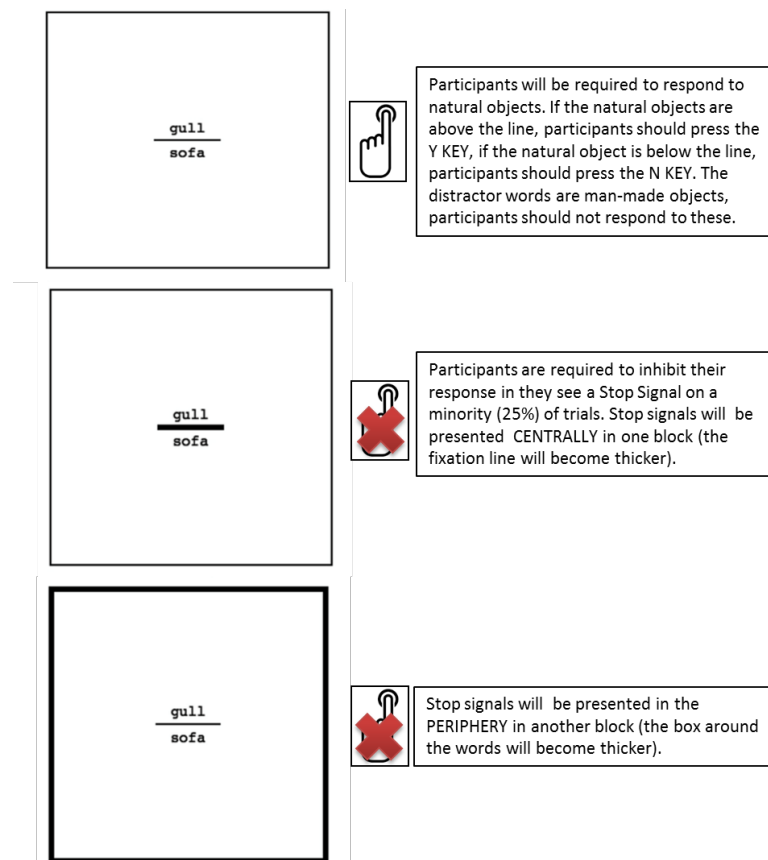 gull
sofa
Participants will be required to respond to
natural objects. If the natural objects are
above the line, participants should press the
Y KEY, if the natural object is below the line,
participants should press the N KEY. The
distractor words are man-made objects,
participants should not respond to these.
gull
sofa
Participants are required to inhibit their
response in they see a Stop Signal on a
minority (25%) of trials. Stop signals will be
presented CENTRALLY in one block (the
fixation line will become thicker).
gull
sofa
Stop signals will be presented in the
PERIPHERY in another block (the box around
the words will become thicker).